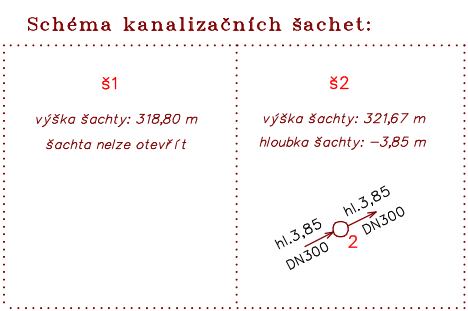 Schéma kanalizačních šachet:
š1
výška šachty: 318,80 m
šachta nelze otevřít
š2
výška šachty: 321,67 m
hloubka šachty: −3,85 m
hl.3,85
DN300
hl.3,85
DN300
2